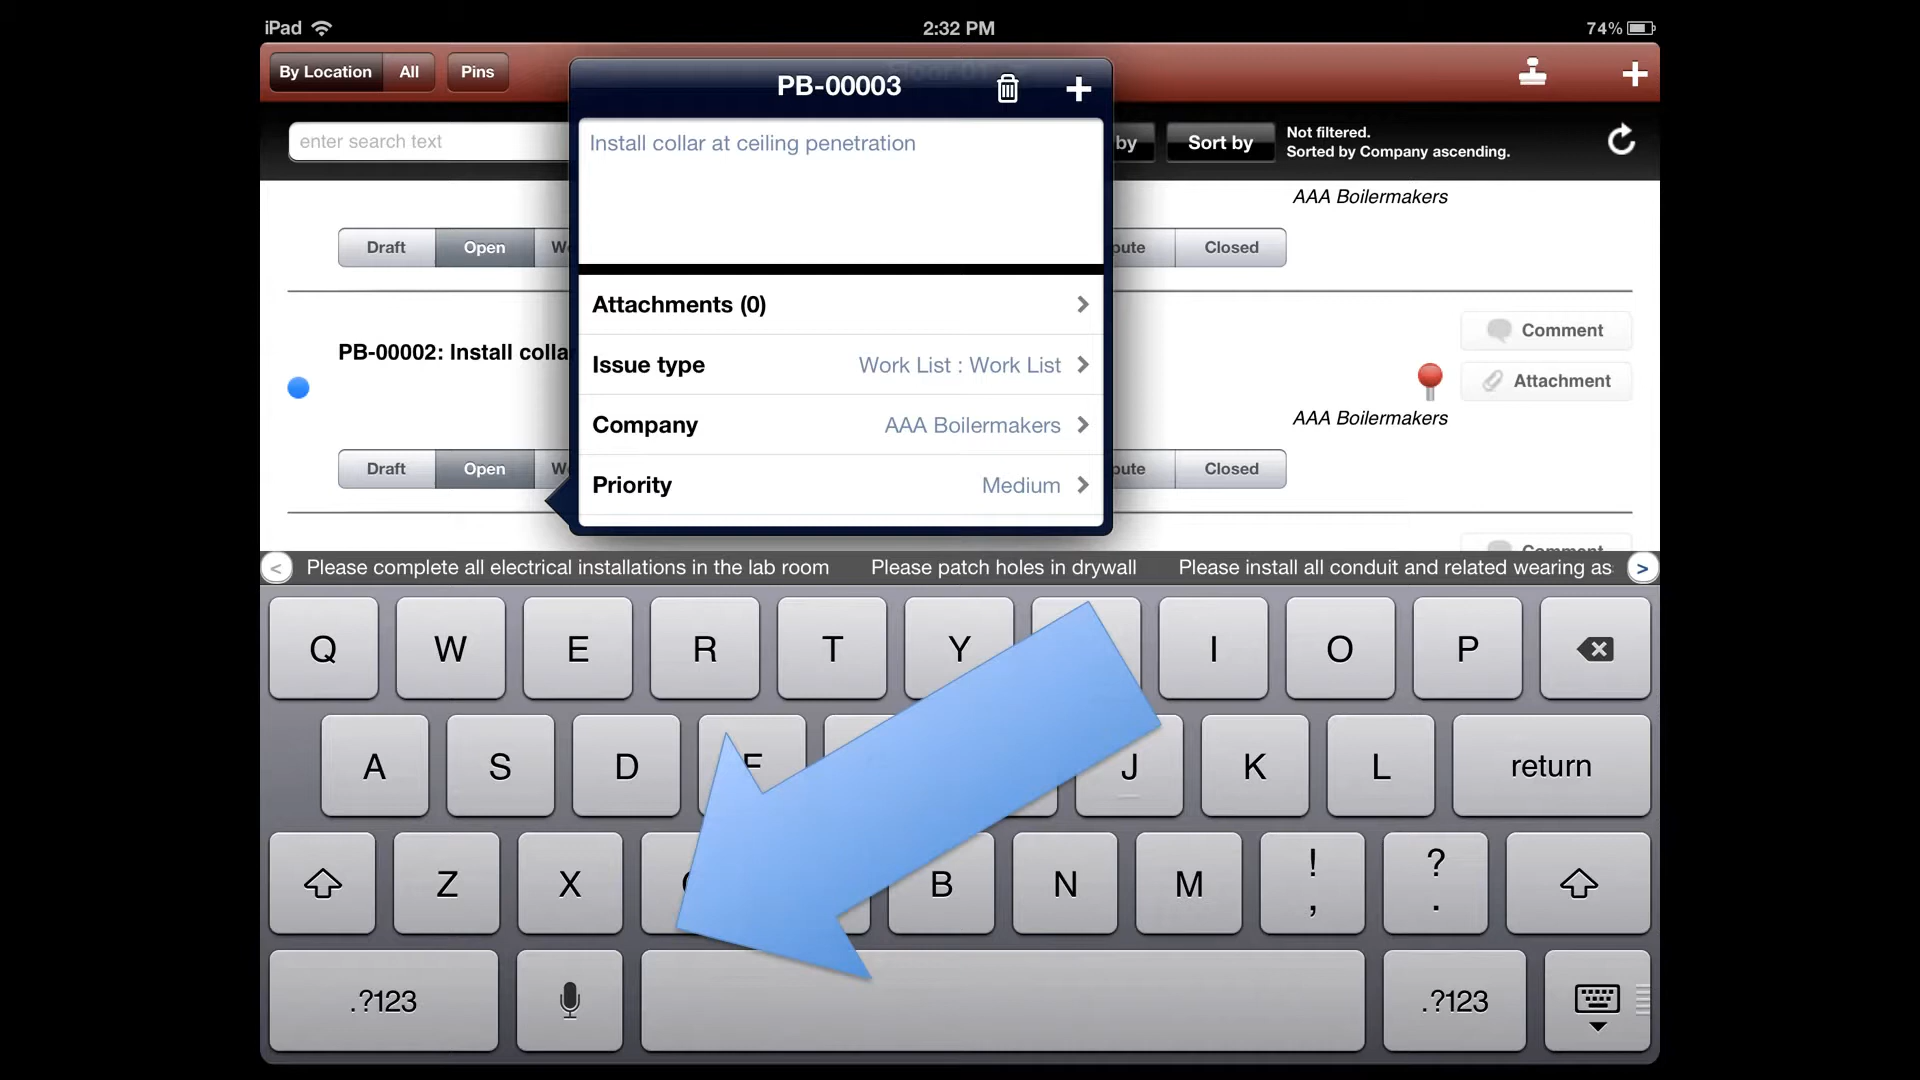 iPad
2:32 PM
74%
By Location
All
Pins
PB-00003
enter search text
Install collar at ceiling penetration
by
Sort by
Not filtered.
Sorted by Company ascending.
AAA Boilermakers
Draft
Open
Closed
Attachments (0)
Issue type
Work List : Work List
Company
AAA Boilermakers
Priority
Medium
PB-00002: Install colla
Comment
Attachment
AAA Boilermakers
Draft
Open
Closed
Comment
< Please complete all electrical installations in the lab room Please patch holes in drywall Please install all conduit and related wearing as >
Q W E R T Y I O P
A S D F J K L return
Z X B N M ! , ? .
.?123 .?123